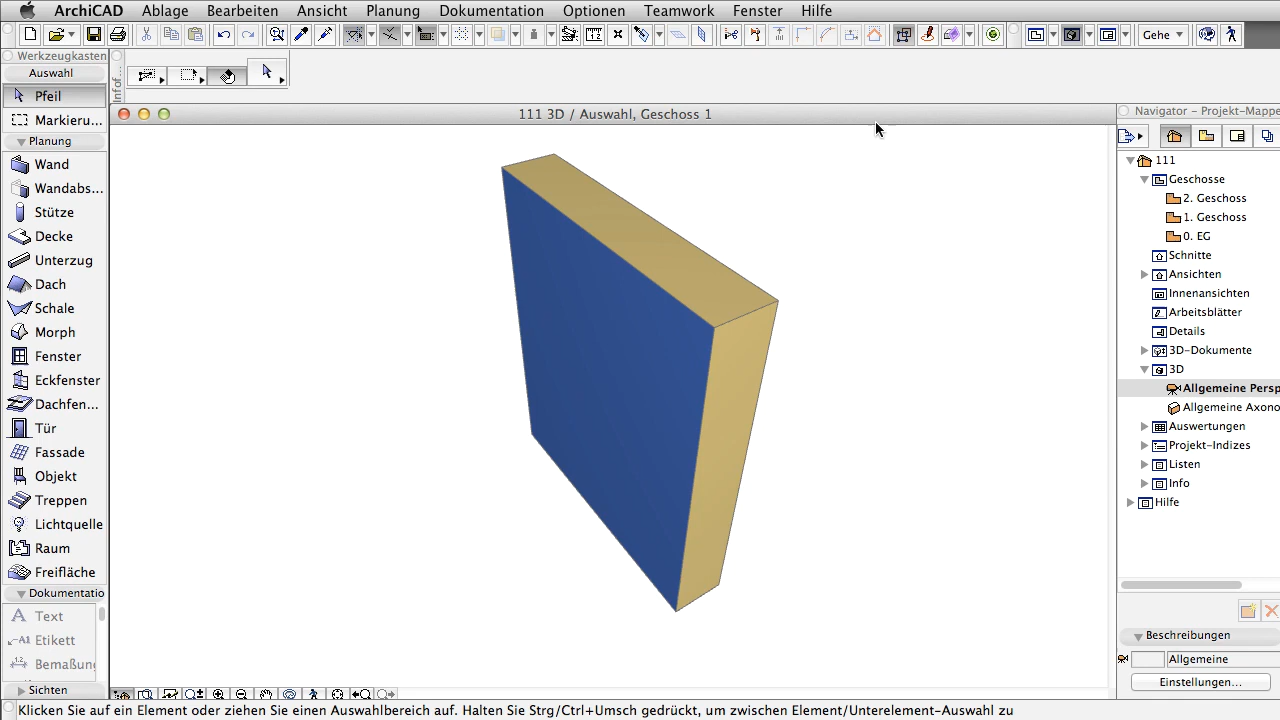 ArchiCAD Ablage Bearbeiten Ansicht Planung Dokumentation Optionen Teamwork Fenster Hilfe
Gehe
Werkzeugkasten
Auswahl
Pfeil
Markieru...
Planung
Wand
Wandabs...
Stütze
Decke
Unterzug
Dach
Schale
Morph
Fenster
Eckfenster
Dachfen...
Tür
Fassade
Objekt
Treppen
Lichtquelle
Raum
Freifläche
Dokumentatio
Text
A1 Etikett
Bemaßun
Sichten
Infof...
111 3D / Auswahl, Geschoss 1
Navigator - Projekt-Mappe
111
Geschosse
2. Geschoss
1. Geschoss
0. EG
Schnitte
Ansichten
Innenansichten
Arbeitsblätter
Details
3D-Dokumente
3D
Allgemeine Persp
Allgemeine Axono
Auswertungen
Projekt-Indizes
Listen
Info
Hilfe
Beschreibungen
Allgemeine
Einstellungen...
Klicken Sie auf ein Element oder ziehen Sie einen Auswahlbereich auf. Halten Sie Strg/Ctrl+Umsch gedrückt, um zwischen Element/Unterelement-Auswahl zu